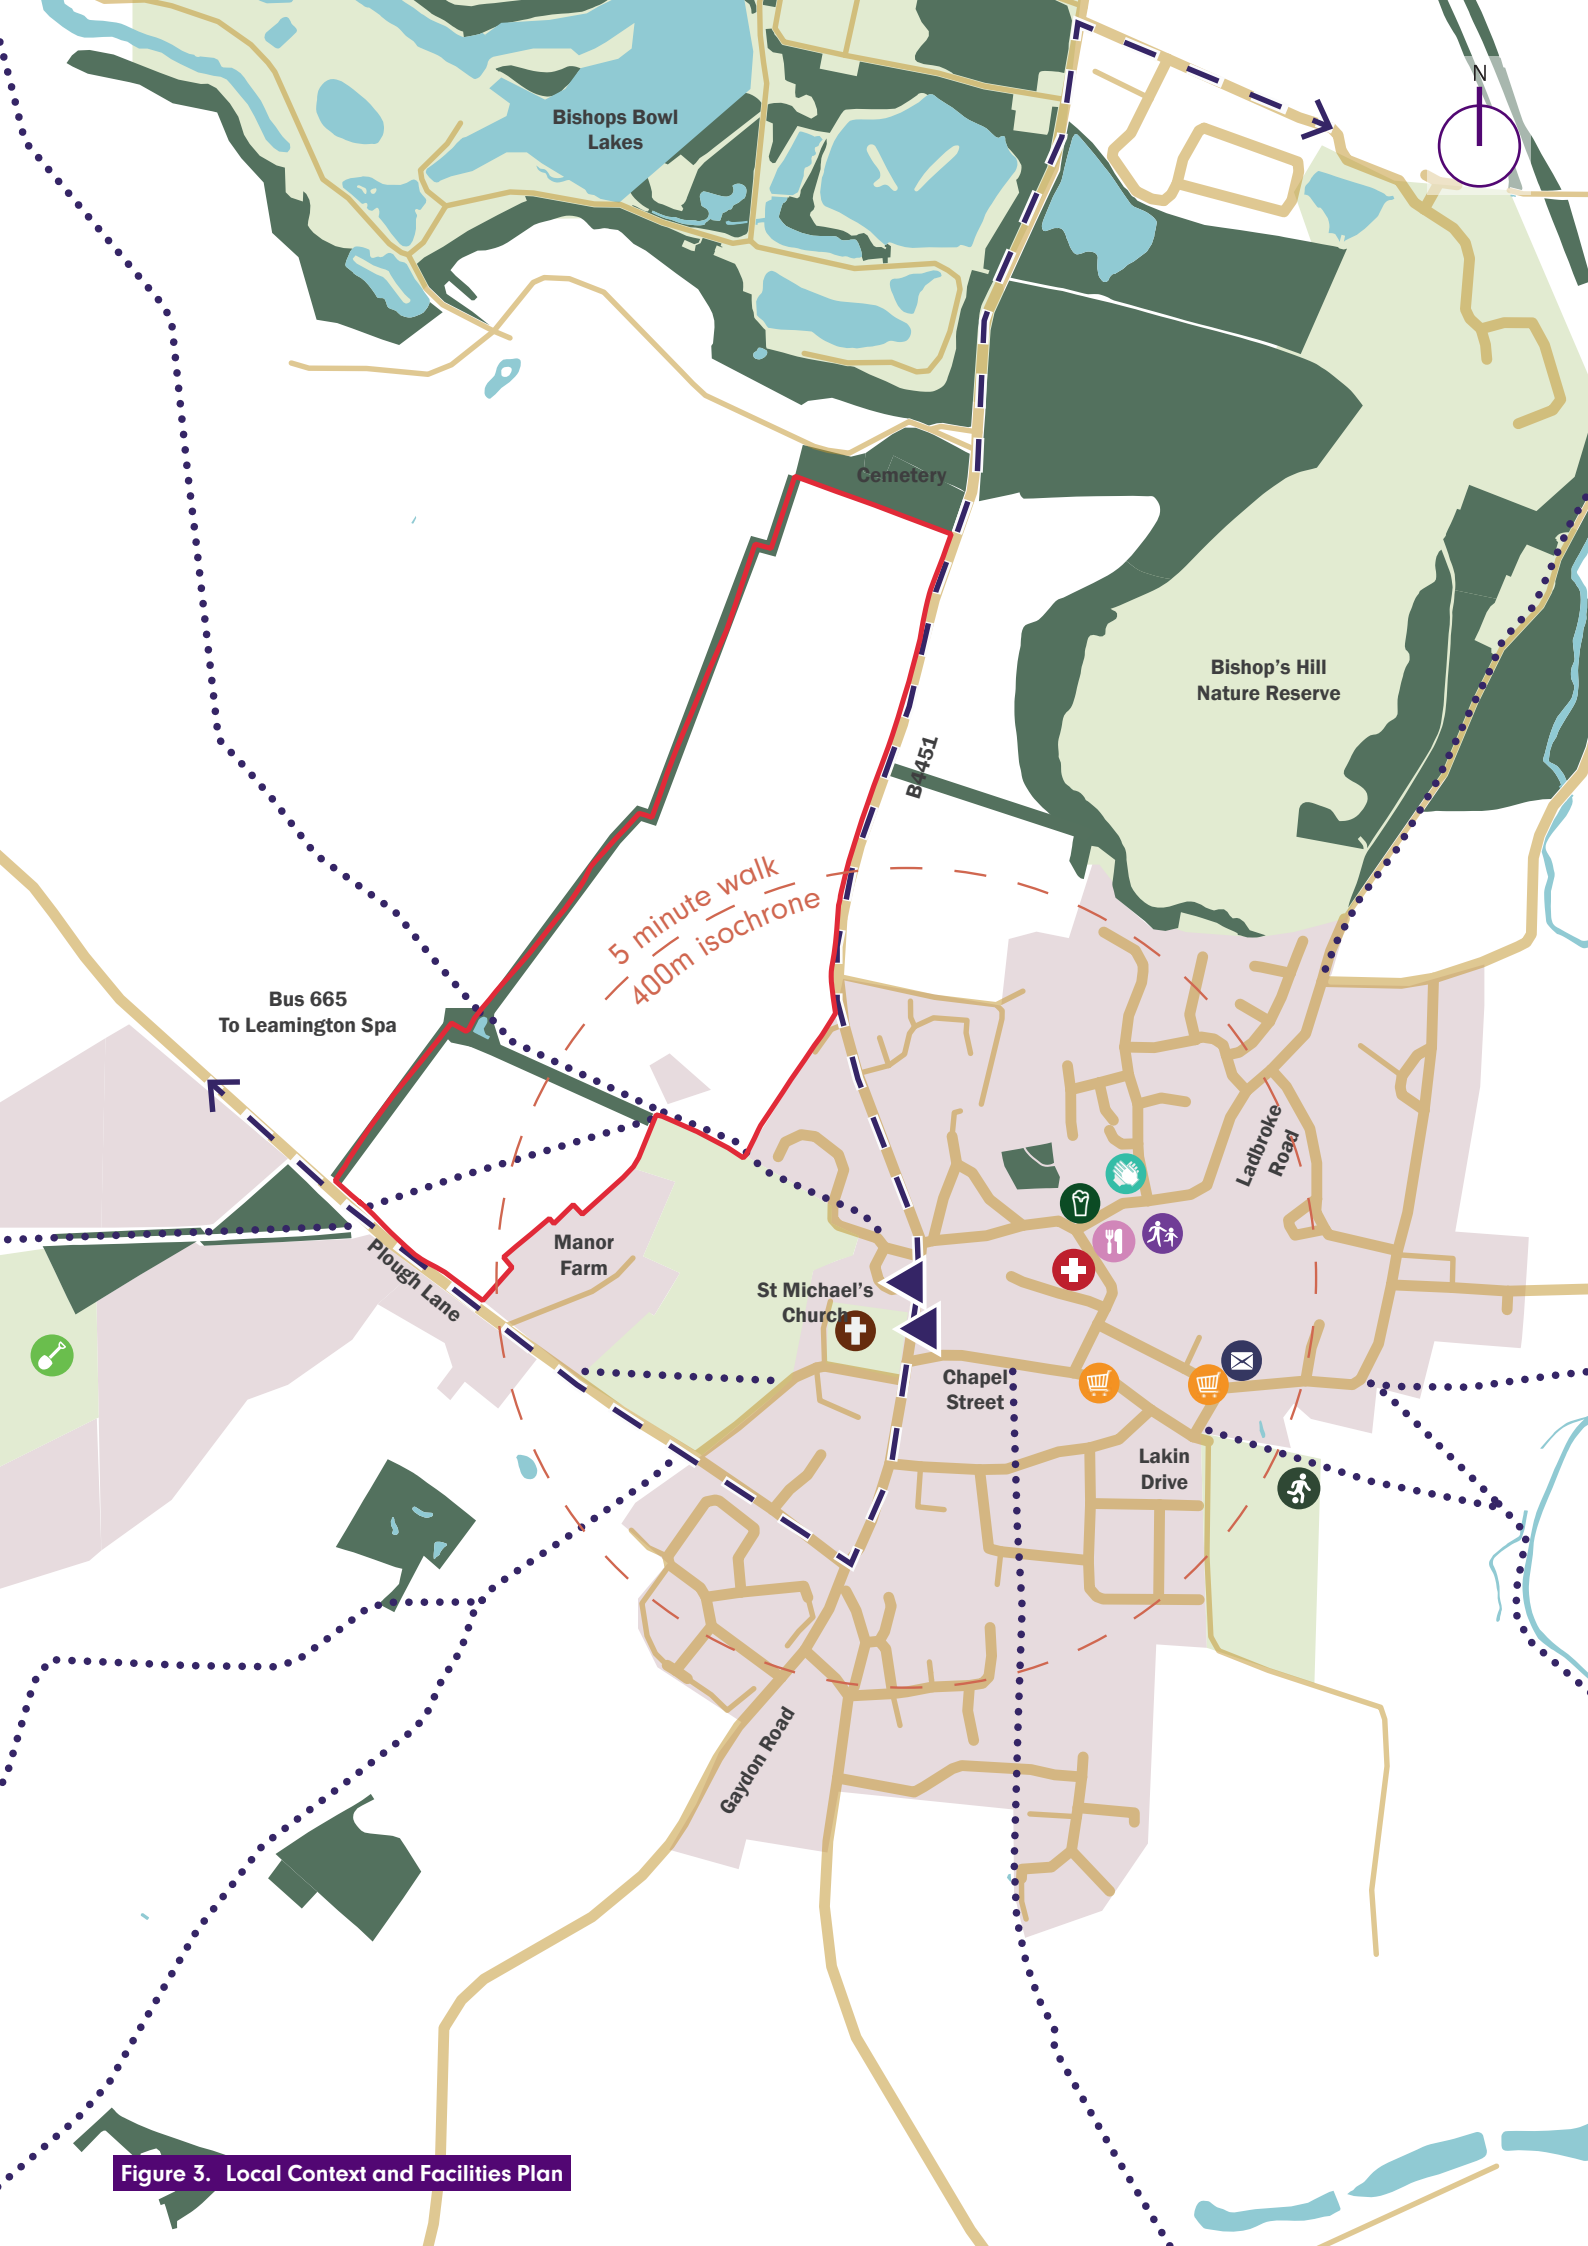 N
Bishops Bowl
Lakes
Cemetery
Bishop's Hill
Nature Reserve
B4451
5 minute walk
400m isochrone
Bus 665
To Leamington Spa
Ladbroke
Road
Manor
Farm
Plough Lane
St Michael's
Church
Chapel
Street
Lakin
Drive
Gaydon Road
Figure 3. Local Context and Facilities Plan